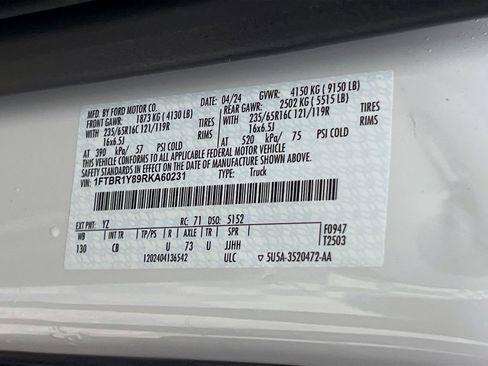 MFD. BY FORD MOTOR CO.
DATE: 04/24 GVWR: 4150 KG ( 9150 LB)
FRONT GAWR: 1873 KG ( 4130 LB) REAR GAWR: 2502 KG ( 5515 LB)
WITH 235/65R16C 121/119R TIRES WITH 235/65R16C 121/119R TIRES
16x6.5J RIMS 16x6.5J RIMS
AT 390 kPa/ 57 PSI COLD AT 520 kPa/ 75 PSI COLD
THIS VEHICLE CONFORMS TO ALL APPLICABLE FEDERAL MOTOR VEHICLE
SAFETY STANDARDS IN EFFECT ON THE DATE OF MANUFACTURE SHOWN ABOVE.
VIN: 1FTBR1Y89RKA60231 TYPE: Truck
EXT PNT: YZ RC: 71 DSO: 5152
WB INT TR TP/PS R AXLE TR SPR F0947
130 CB U 73 U JJHH T2503
1202404136542 ULC ▽ 5U5A-3520472-AA